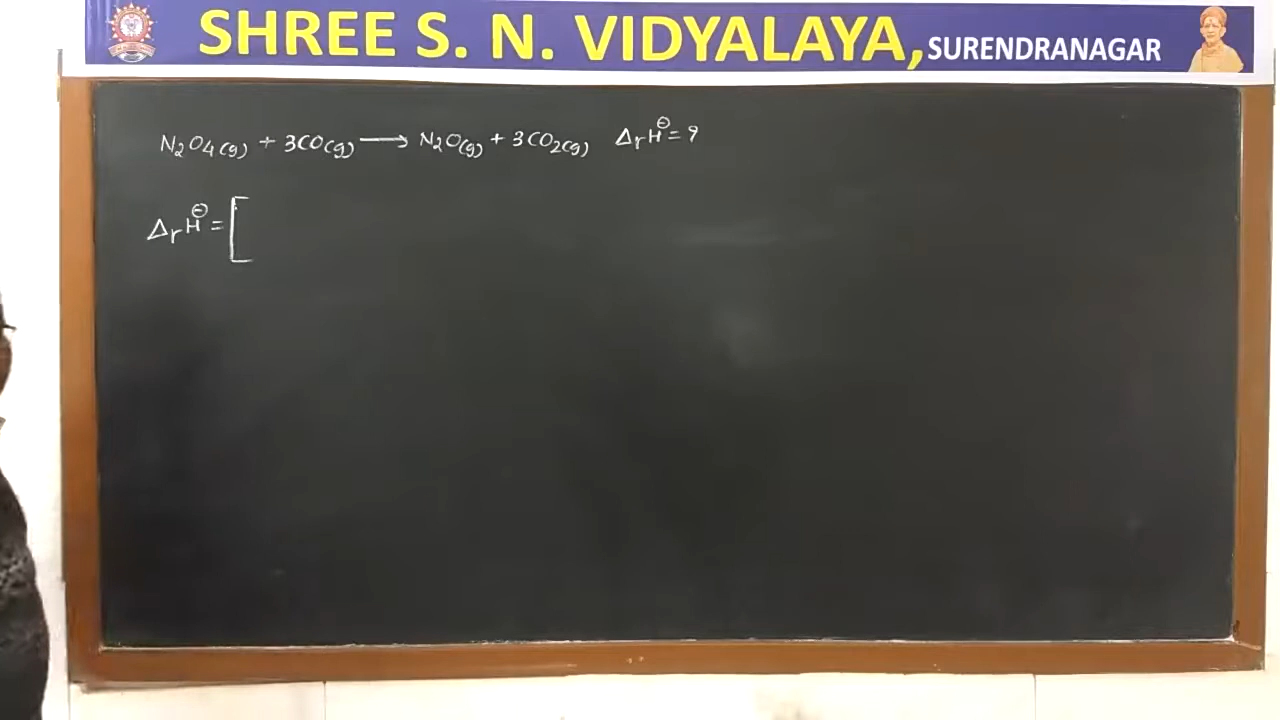 SHREE S. N. VIDYALAYA, SURENDRANAGAR
N₂O₄(g) + 3CO(g) ⟶ N₂O(g) + 3CO₂(g) ΔᵣH^⊖ = ?
ΔᵣH^⊖ = [